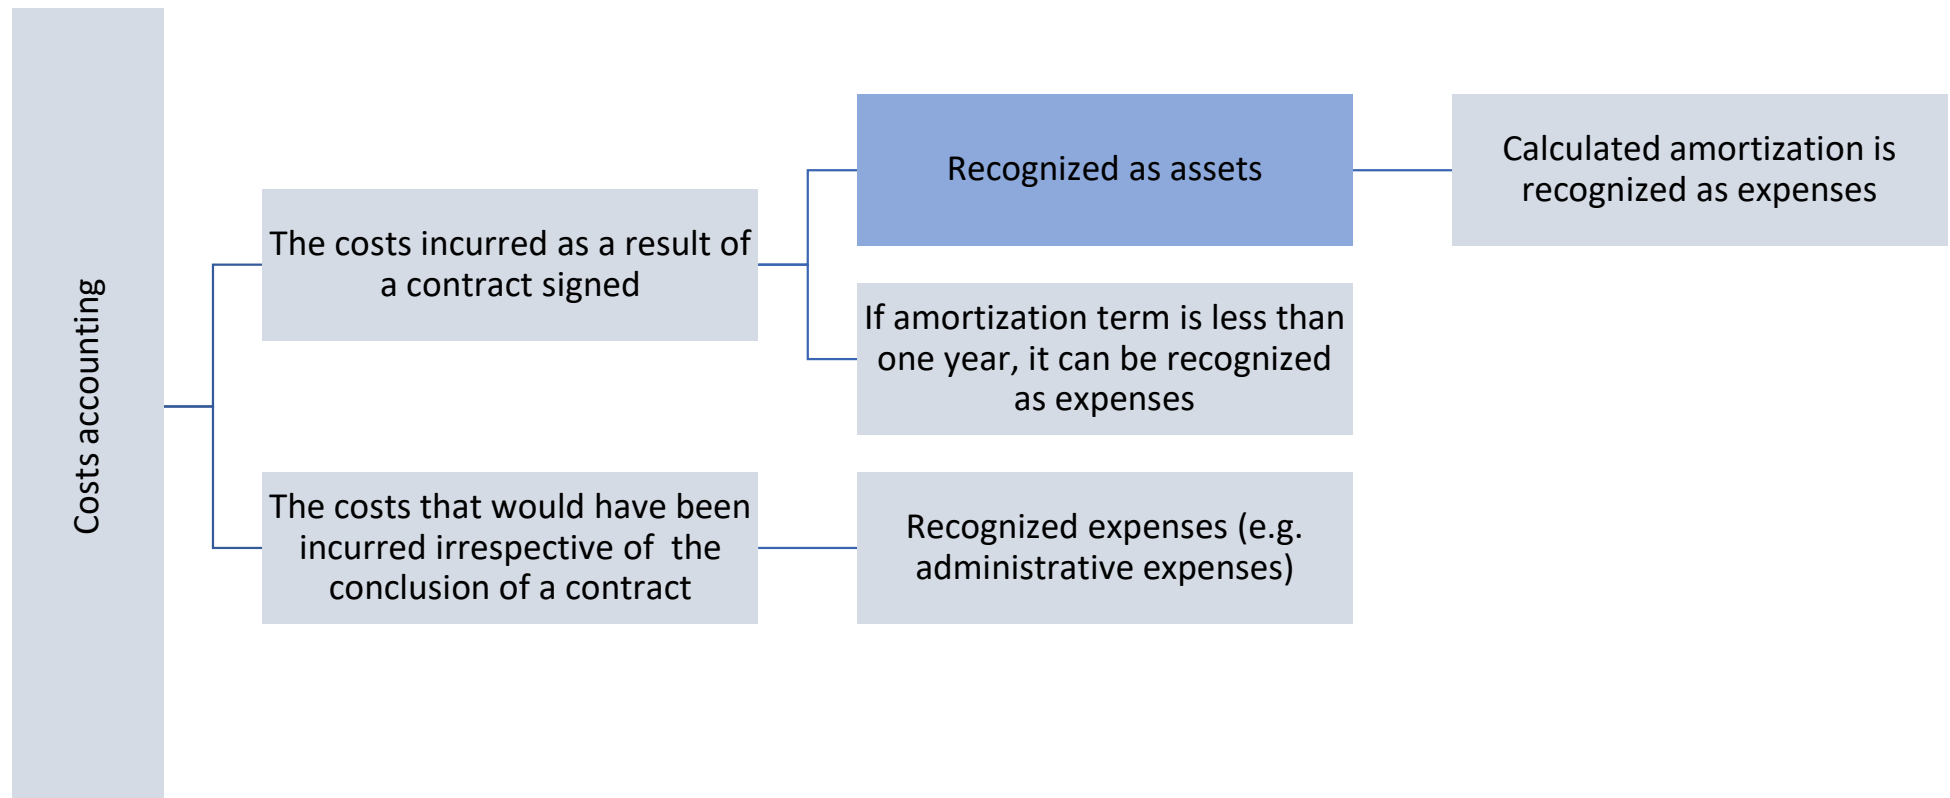 Costs accounting
The costs incurred as a result of
a contract signed
Recognized as assets
Calculated amortization is
recognized as expenses
If amortization term is less than
one year, it can be recognized
as expenses
The costs that would have been
incurred irrespective of  the
conclusion of a contract
Recognized expenses (e.g.
administrative expenses)